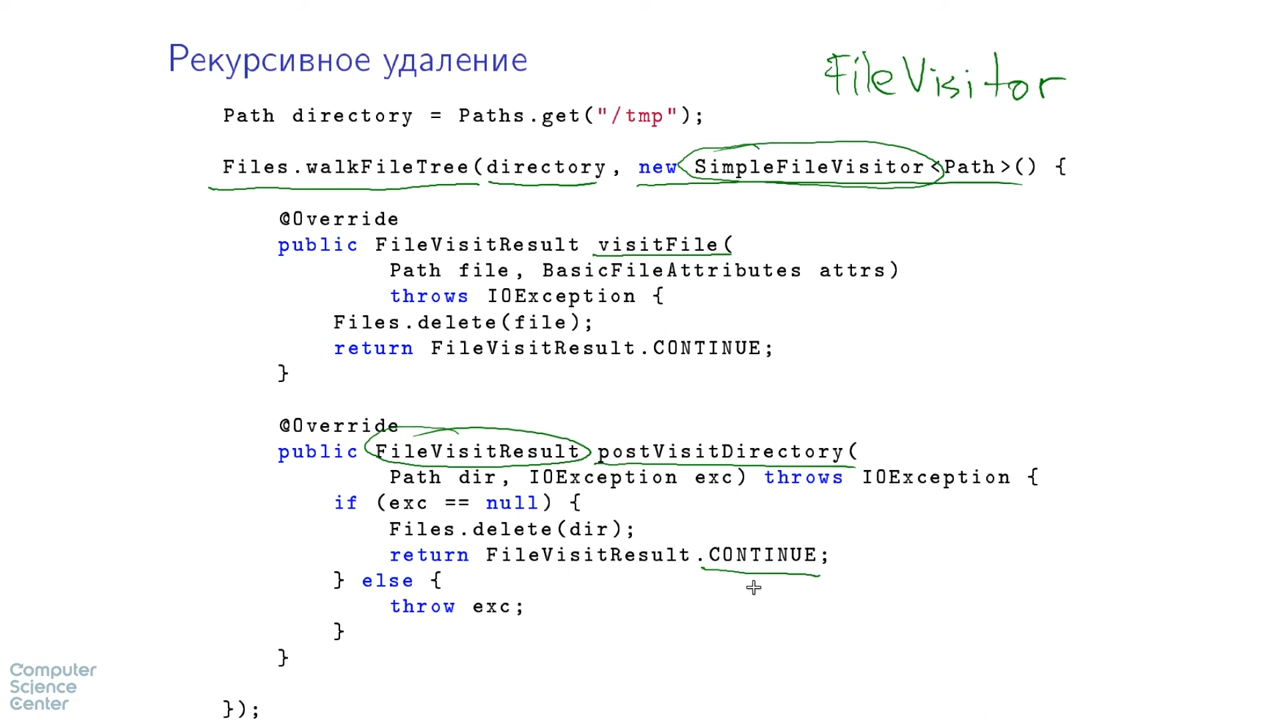 Рекурсивное удаление
FileVisitor
Path directory = Paths.get("/tmp");
Files.walkFileTree(directory, new SimpleFileVisitor<Path>() {
@Override
public FileVisitResult visitFile(
Path file, BasicFileAttributes attrs)
throws IOException {
Files.delete(file);
return FileVisitResult.CONTINUE;
}
@Override
public FileVisitResult postVisitDirectory(
Path dir, IOException exc) throws IOException {
if (exc == null) {
Files.delete(dir);
return FileVisitResult.CONTINUE;
} else {
throw exc;
}
}
});
Computer
Science
Center